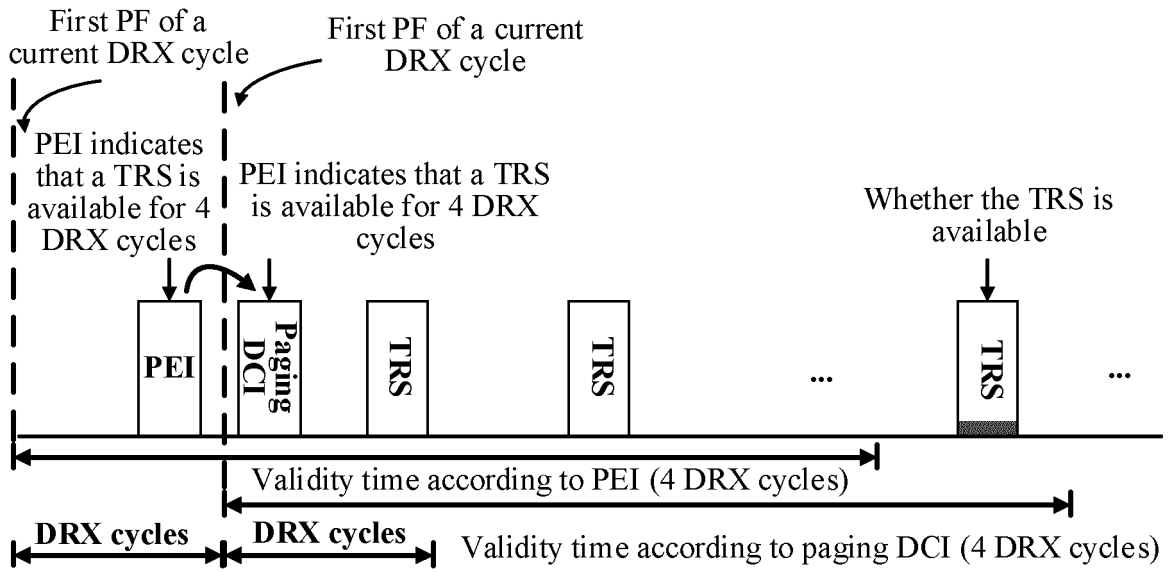 First PF of a
current DRX cycle
First PF of a current
DRX cycle
PEI indicates
that a TRS is
available for 4
DRX cycles
PEI indicates that a TRS
is available for 4 DRX
cycles
Whether the TRS is
available
PEI
Paging
DCI
TRS
TRS
...
TRS
...
Validity time according to PEI (4 DRX cycles)
DRX cycles
DRX cycles
Validity time according to paging DCI (4 DRX cycles)